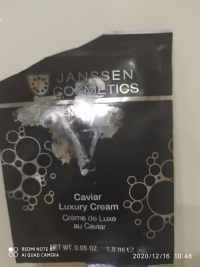 JANSSEN
COSMETICS
Caviar
Luxury Cream
Crème de Luxe
au Caviar
NET WT. 0.05 OZ. 1,5 ml ℮
REDMI NOTE 8T
AI QUAD CAMERA
2020/12/16 10:48